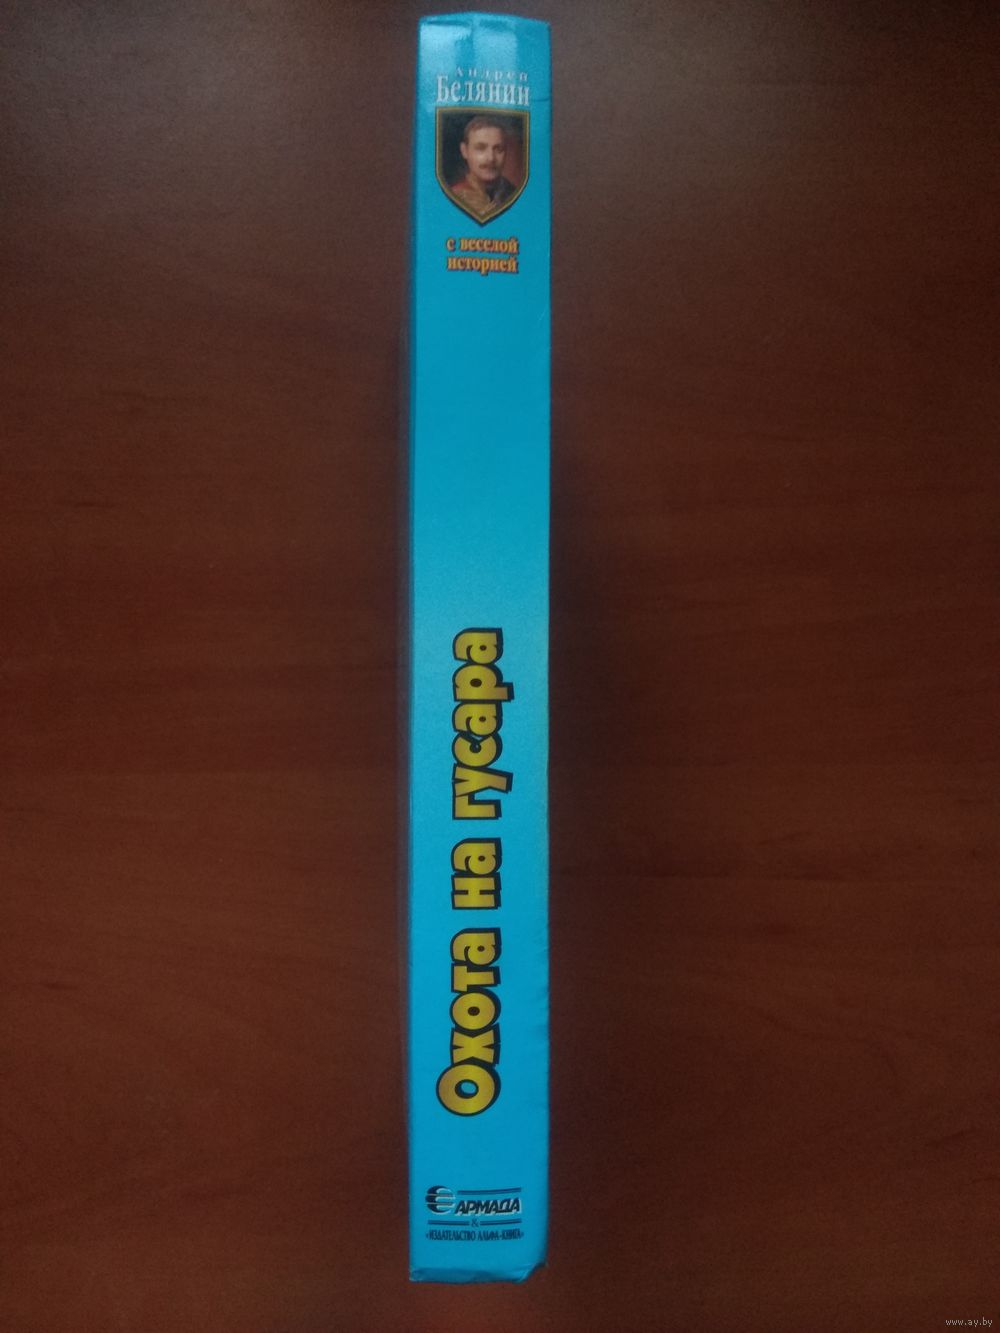 Андрей
Белянин
с веселой
историей
Охота на гусара
АРМАДА
&
«ИЗДАТЕЛЬСТВО АЛЬФА-КНИГА»
www.ay.by